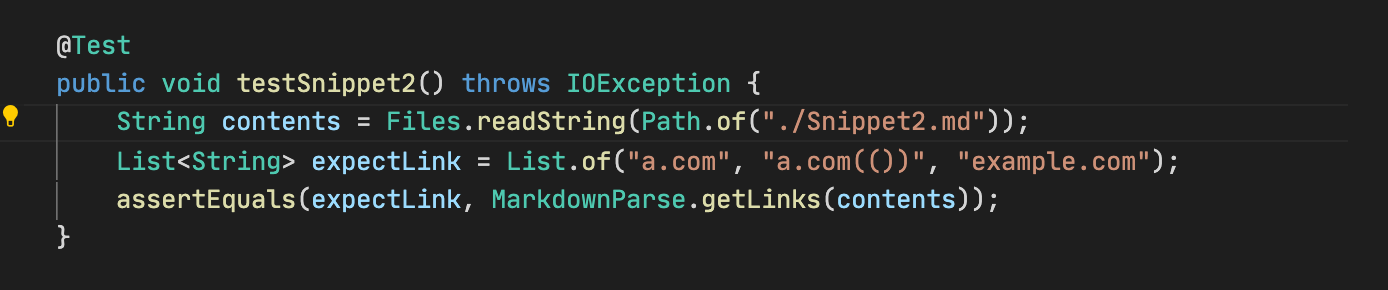 @Test
public void testSnippet2() throws IOException {
    String contents = Files.readString(Path.of("./Snippet2.md"));
    List<String> expectLink = List.of("a.com", "a.com(())", "example.com");
    assertEquals(expectLink, MarkdownParse.getLinks(contents));
}